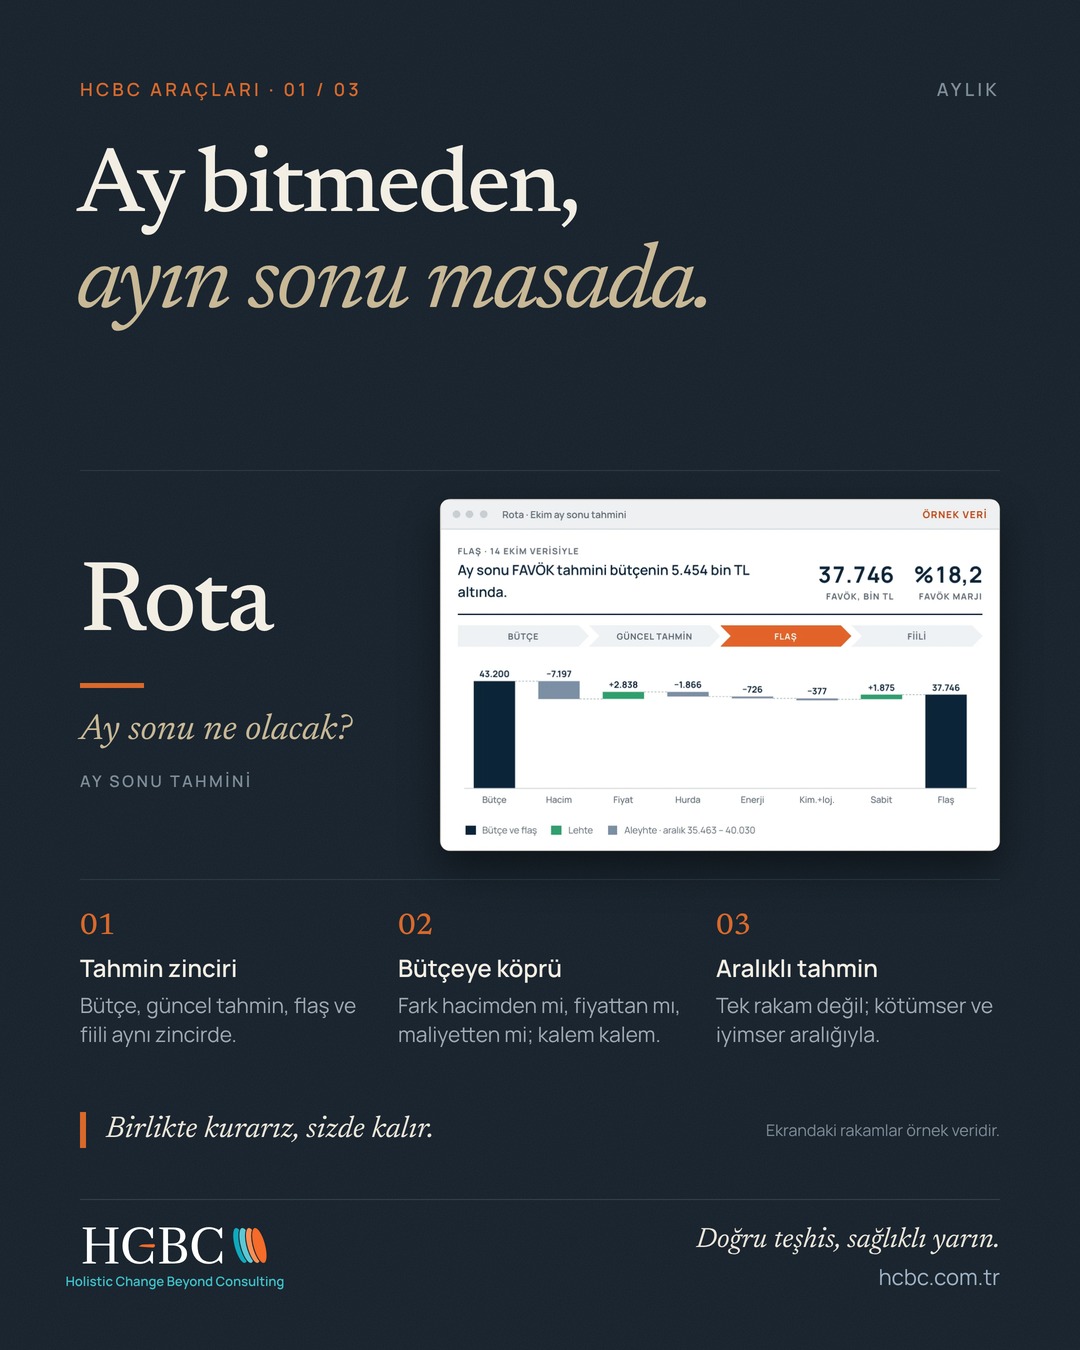 HCBC ARAÇLARI · 01 / 03
AYLIK
Ay bitmeden,
ayın sonu masada.
Rota
Ay sonu ne olacak?
AY SONU TAHMİNİ
Rota · Ekim ay sonu tahmini
ÖRNEK VERİ
FLAŞ · 14 EKİM VERİSİYLE
Ay sonu FAVÖK tahmini bütçenin 5.454 bin TL
altında.
37.746
FAVÖK, BİN TL
%18,2
FAVÖK MARJI
BÜTÇE
GÜNCEL TAHMİN
FLAŞ
FİİLİ
43.200
−7.197
+2.838
−1.866
−726
−377
+1.875
37.746
Bütçe
Hacim
Fiyat
Hurda
Enerji
Kim.+loj.
Sabit
Flaş
Bütçe ve flaş
Lehte
Aleyhte · aralık 35.463 – 40.030
01
Tahmin zinciri
Bütçe, güncel tahmin, flaş ve
fiili aynı zincirde.
02
Bütçeye köprü
Fark hacimden mi, fiyattan mı,
maliyetten mi; kalem kalem.
03
Aralıklı tahmin
Tek rakam değil; kötümser ve
iyimser aralığıyla.
Birlikte kurarız, sizde kalır.
Ekrandaki rakamlar örnek veridir.
HCBC
Holistic Change Beyond Consulting
Doğru teşhis, sağlıklı yarın.
hcbc.com.tr